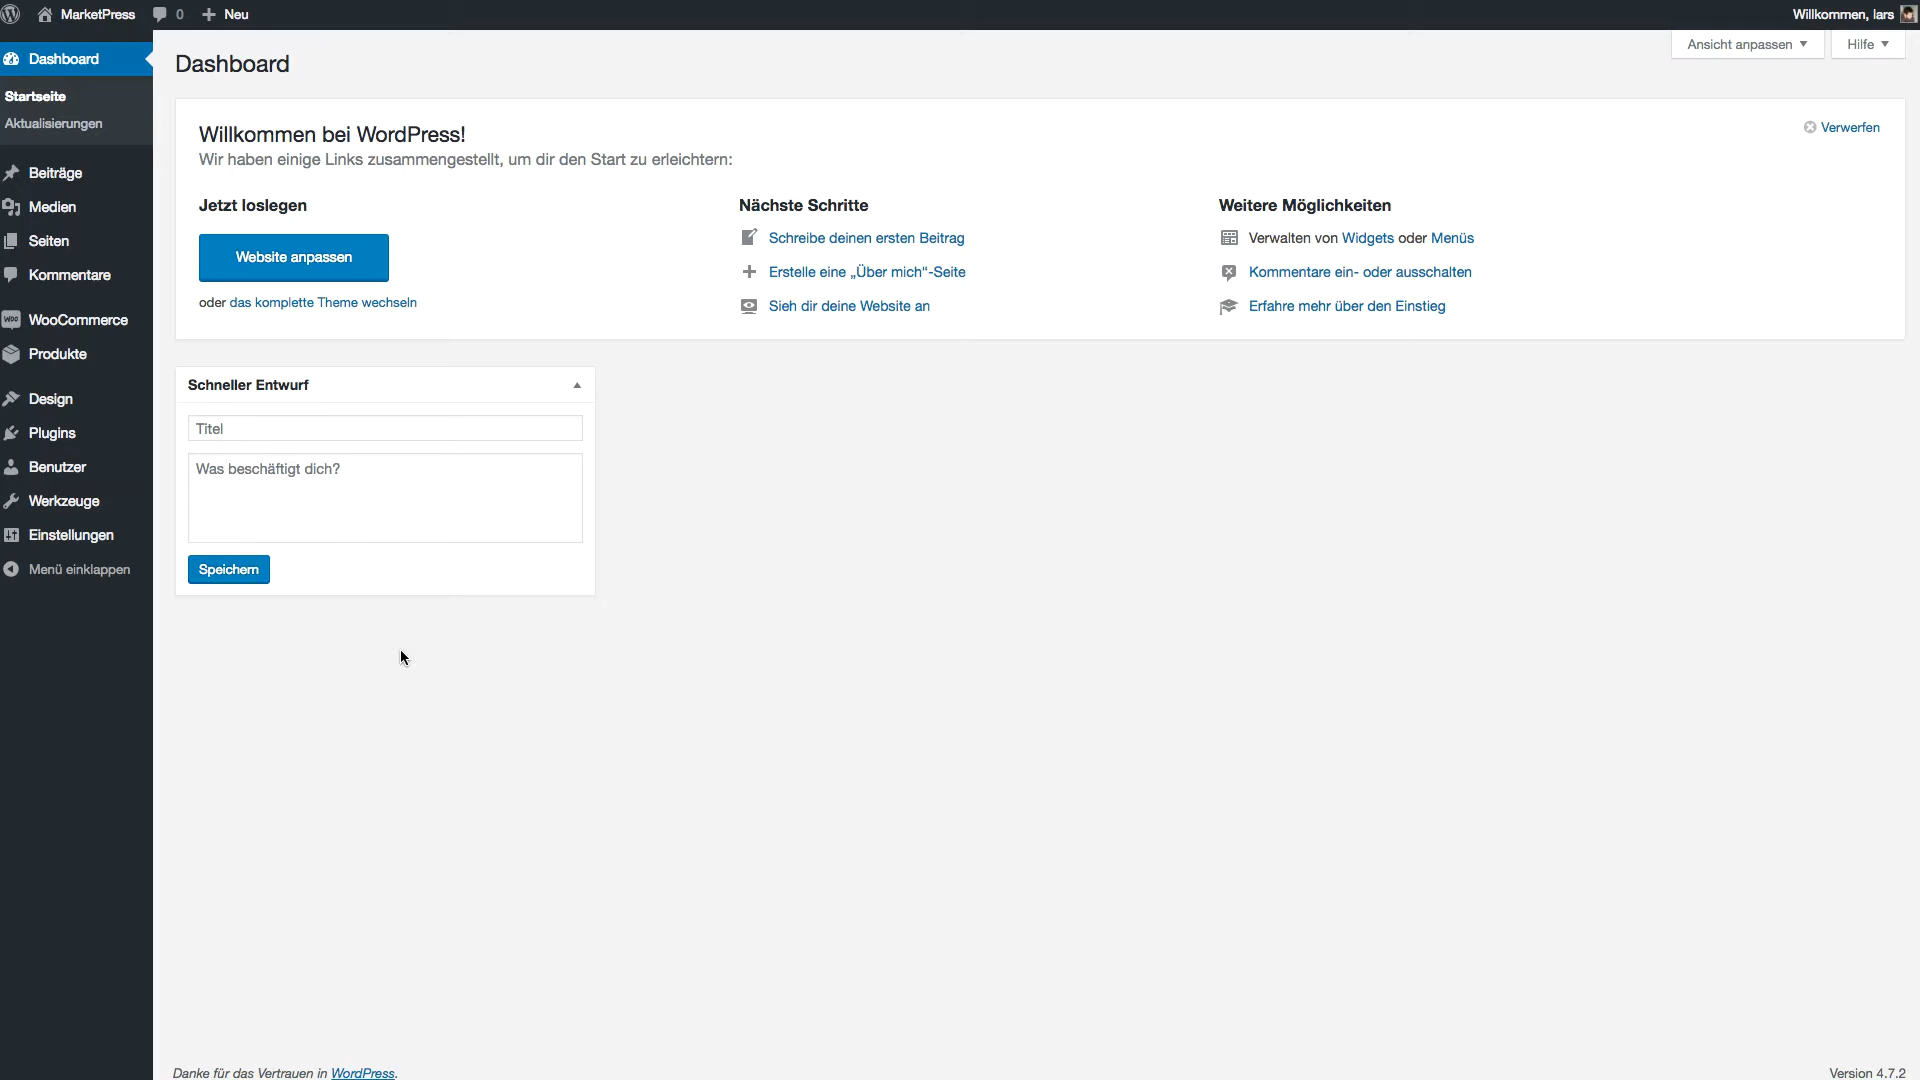 MarketPress 0 Neu Willkommen, lars
Ansicht anpassen Hilfe
Dashboard
Startseite
Aktualisierungen
Beiträge
Medien
Seiten
Kommentare
WooCommerce
Produkte
Design
Plugins
Benutzer
Werkzeuge
Einstellungen
Menü einklappen
Dashboard
Willkommen bei WordPress!
Verwerfen
Wir haben einige Links zusammengestellt, um dir den Start zu erleichtern:
Jetzt loslegen
Website anpassen
oder das komplette Theme wechseln
Nächste Schritte
Schreibe deinen ersten Beitrag
Erstelle eine „Über mich“-Seite
Sieh dir deine Website an
Weitere Möglichkeiten
Verwalten von Widgets oder Menüs
Kommentare ein- oder ausschalten
Erfahre mehr über den Einstieg
Schneller Entwurf
Titel
Was beschäftigt dich?
Speichern
Danke für das Vertrauen in WordPress.
Version 4.7.2